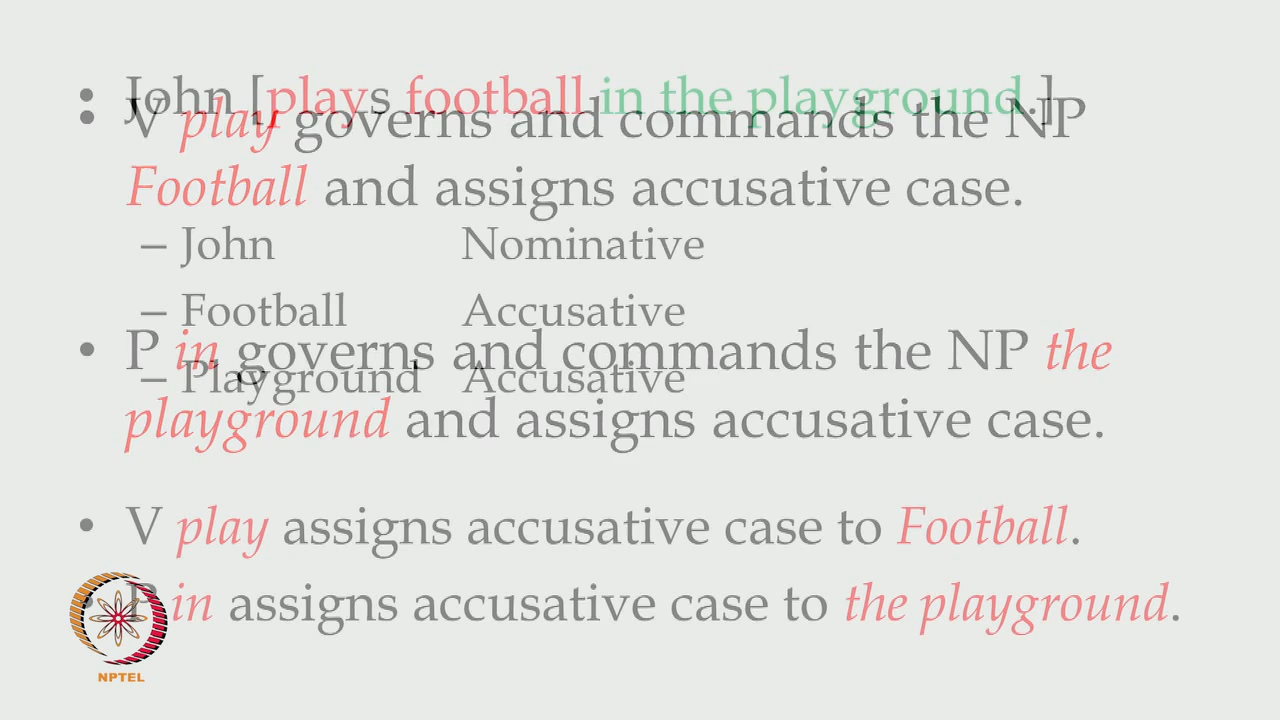 • John [plays football in the playground.]
• V play governs and commands the NP
Football and assigns accusative case.
– John Nominative
– Football Accusative
• P in governs and commands the NP the
– Playground Accusative
playground and assigns accusative case.
• V play assigns accusative case to Football.
• P in assigns accusative case to the playground.
NPTEL